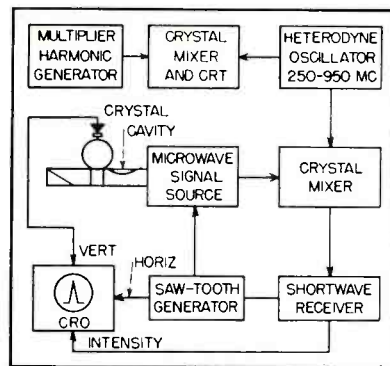 MULTIPLIER
HARMONIC
GENERATOR
CRYSTAL
MIXER
AND CRT
HETERODYNE
OSCILLATOR
250-950 MC
CRYSTAL
CAVITY
MICROWAVE
SIGNAL
SOURCE
CRYSTAL
MIXER
VERT
HORIZ
CRO
SAW-TOOTH
GENERATOR
SHORTWAVE
RECEIVER
INTENSITY